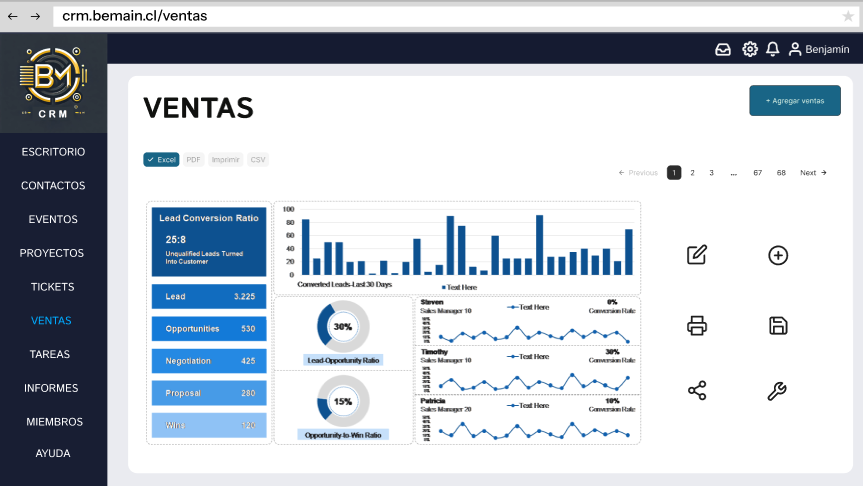 crm.bemain.cl/ventas
Benjamín
BM
CRM
ESCRITORIO
CONTACTOS
EVENTOS
PROYECTOS
TICKETS
VENTAS
TAREAS
INFORMES
MIEMBROS
AYUDA
VENTAS
+ Agregar ventas
Excel PDF Imprimir CSV
Previous 1 2 3 ... 67 68 Next
Lead Conversion Ratio
25:8
Unqualified Leads Turned
Into Customer
Lead 3.225
Opportunities 530
Negotiation 425
Proposal 280
Wins 120
100
80
60
40
20
0
Converted Leads-Last 30 Days
Text Here
30%
Lead-Opportunity Ratio
15%
Opportunity-to-Win Ratio
Steven
Sales Manager 10
Text Here
0%
Conversion Rate
Timothy
Sales Manager 10
Text Here
30%
Conversion Rate
Patricia
Sales Manager 20
Text Here
10%
Conversion Rate